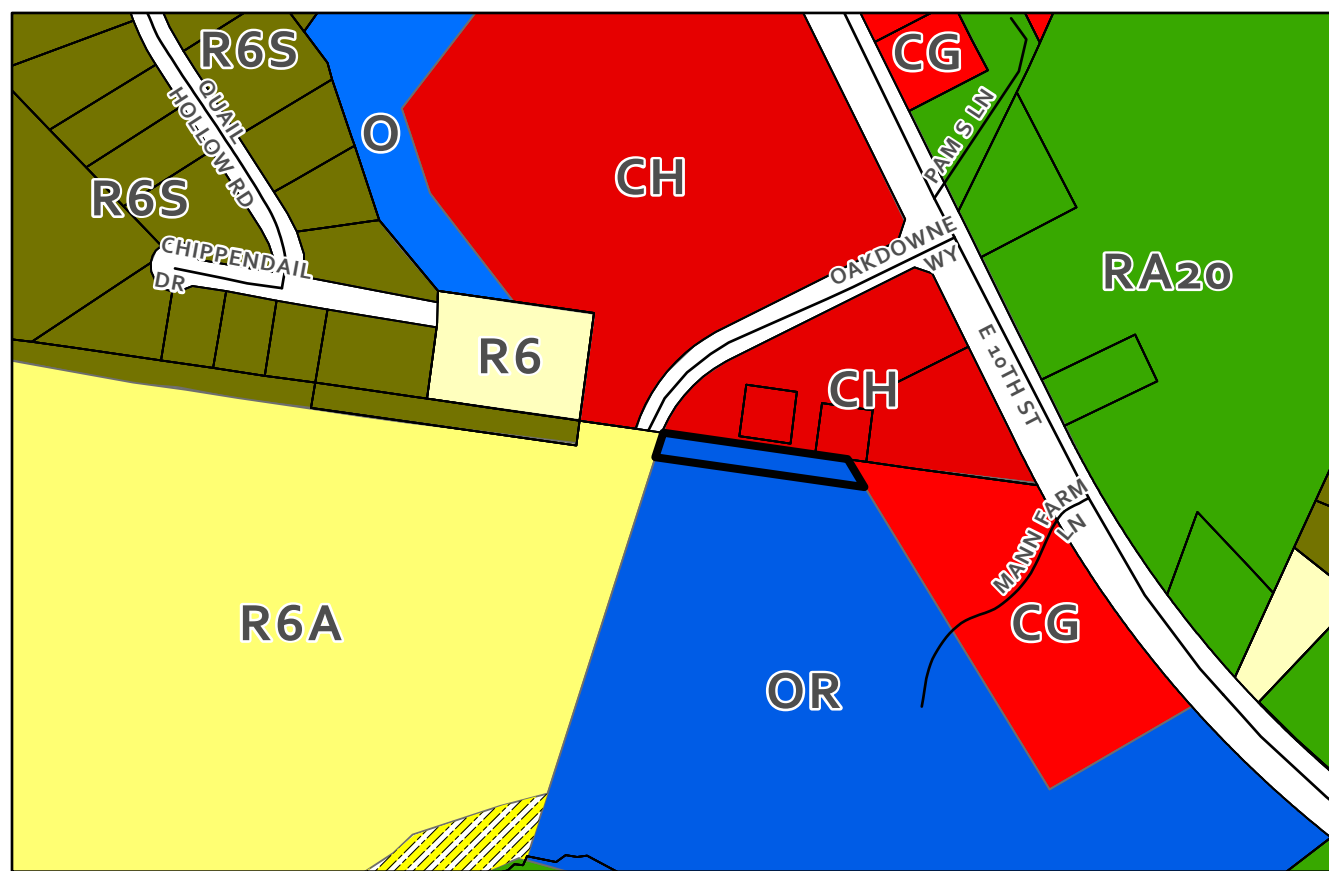 R6S
CG
QUAIL
HOLLOW RD
O
PAM S LN
CH
R6S
OAKDOWNE
WY
CHIPPENDAIL
DR
RA20
R6
E 10TH ST
CH
MANN FARM
LN
R6A
CG
OR